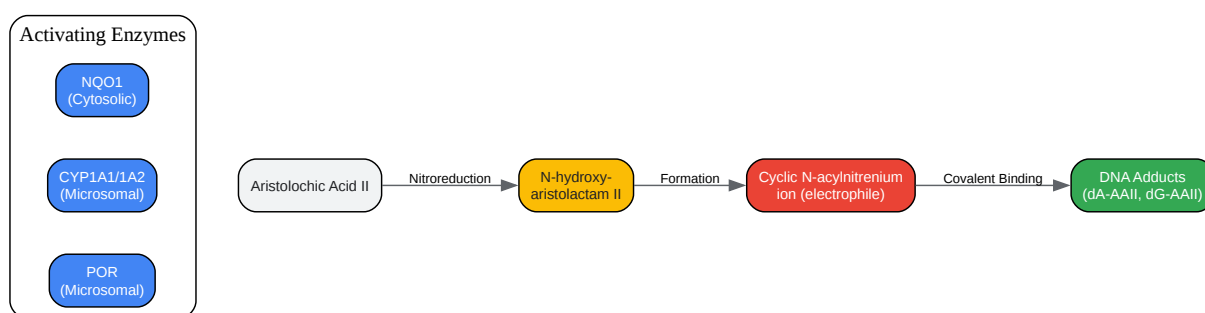 Activating Enzymes
NQO1
(Cytosolic)
CYP1A1/1A2
(Microsomal)
POR
(Microsomal)
Aristolochic Acid II
Nitroreduction
N-hydroxy-
aristolactam II
Formation
Cyclic N-acylnitrenium
ion (electrophile)
Covalent Binding
DNA Adducts
(dA-AAII, dG-AAII)